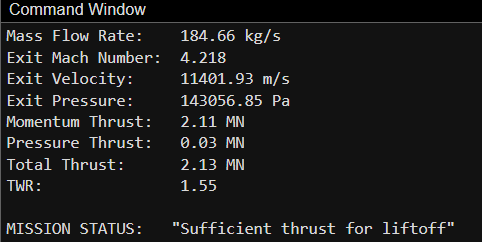 Command Window
Mass Flow Rate: 184.66 kg/s
Exit Mach Number: 4.218
Exit Velocity: 11401.93 m/s
Exit Pressure: 143056.85 Pa
Momentum Thrust: 2.11 MN
Pressure Thrust: 0.03 MN
Total Thrust: 2.13 MN
TWR: 1.55
MISSION STATUS: "Sufficient thrust for liftoff"